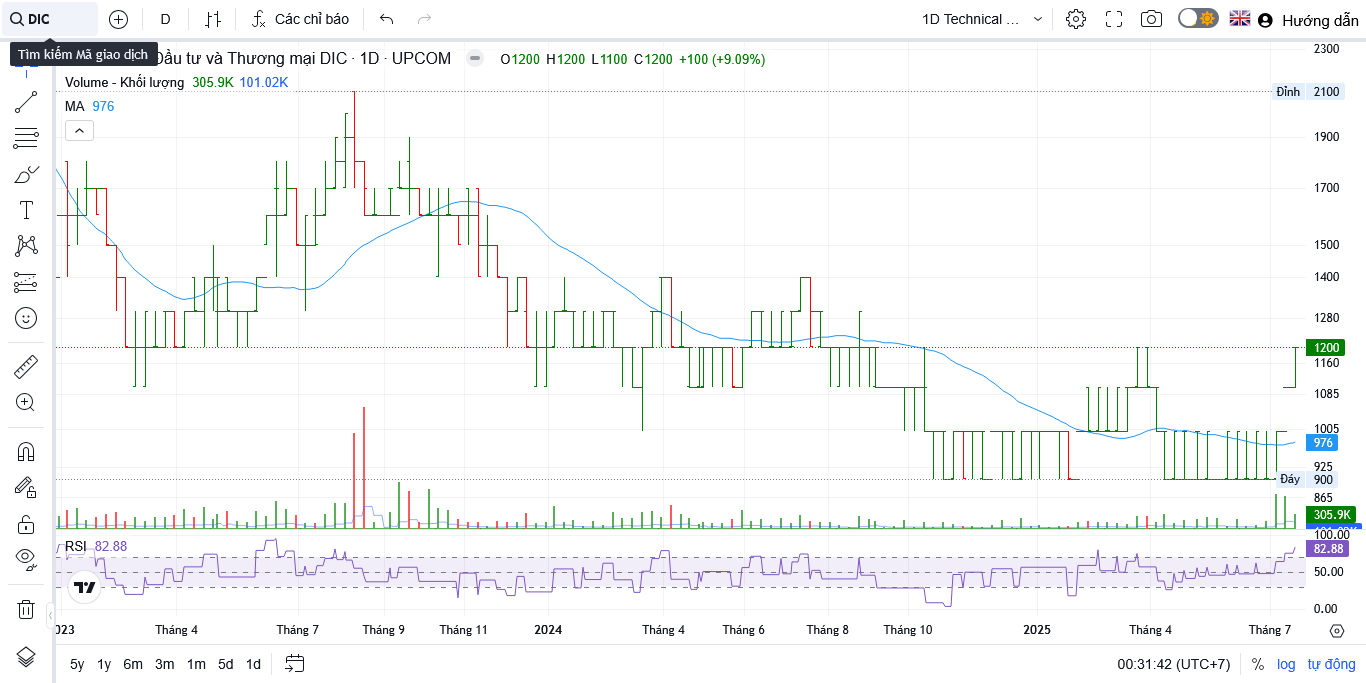 DIC
D
Các chỉ báo
1D Technical ...
Hướng dẫn
Tìm kiếm Mã giao dịch
Đầu tư và Thương mại DIC · 1D · UPCOM
O1200 H1200 L1100 C1200 +100 (+9.09%)
Volume - Khối lượng 305.9K 101.02K
MA 976
2300
Đỉnh 2100
1900
1700
1500
1400
1280
1200
1160
1085
1005
976
925
Đáy 900
865
305.9K
100.00
RSI 82.88
82.88
50.00
0.00
2023 Tháng 4 Tháng 7 Tháng 9 Tháng 11 2024 Tháng 4 Tháng 6 Tháng 8 Tháng 10 2025 Tháng 4 Tháng 7
5y 1y 6m 3m 1m 5d 1d
00:31:42 (UTC+7) % log tự động